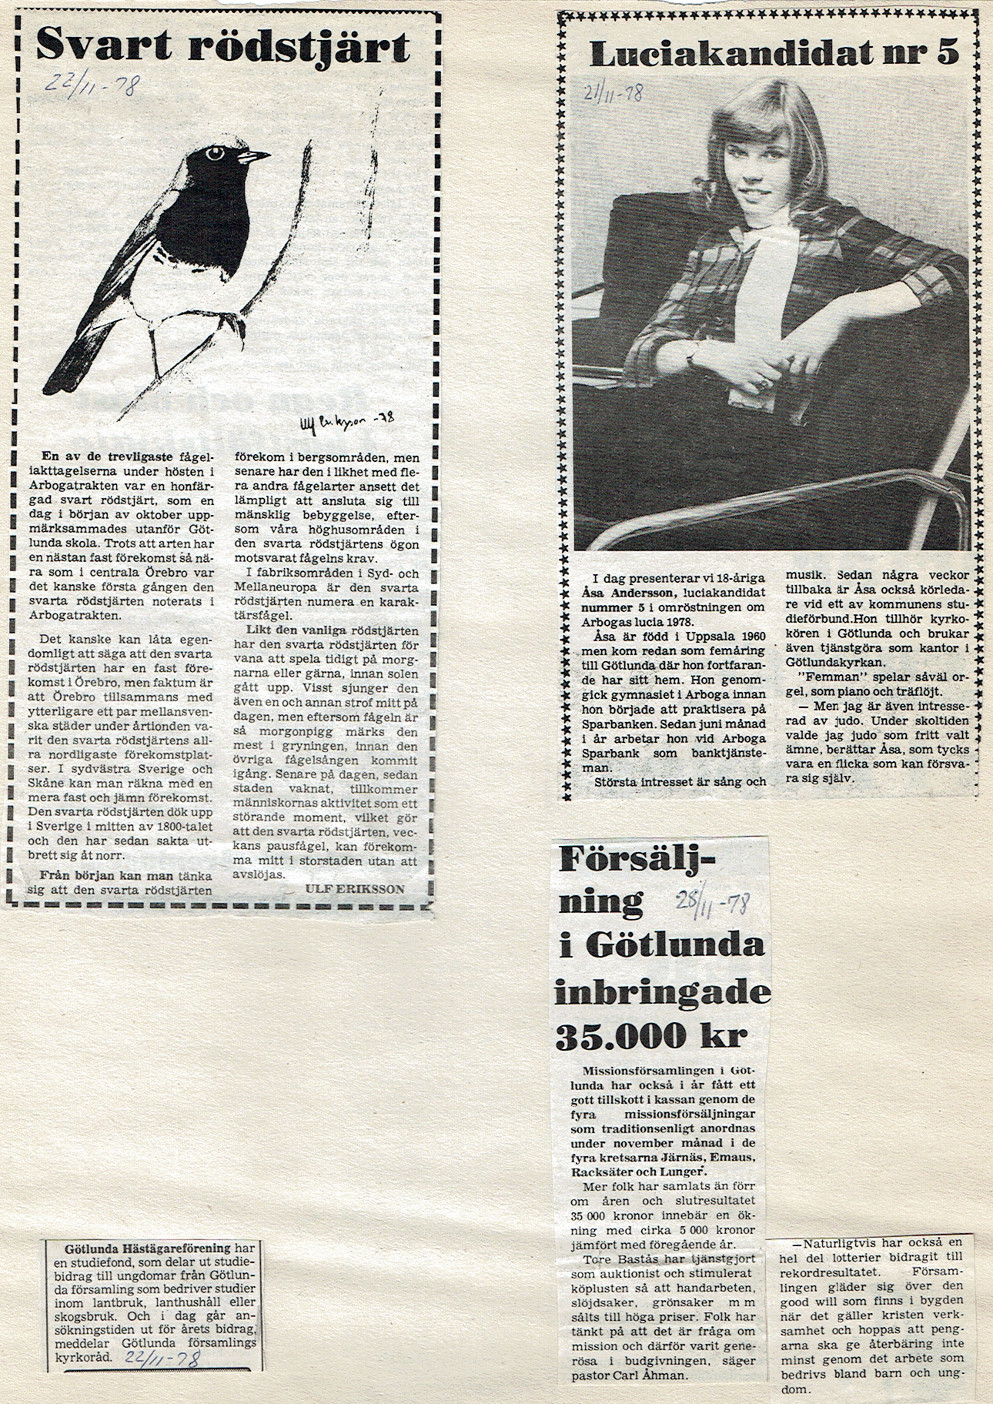 Svart rödstjärt
22/11-78
Ulf Eriksson -78
En av de trevligaste fågel-
iakttagelserna under hösten i
Arbogatrakten var en honfär-
gad svart rödstjärt, som en
dag i början av oktober upp-
märksammades utanför Göt-
lunda skola. Trots att arten har
en nästan fast förekomst så nä-
ra som i centrala Örebro var
det kanske första gången den
svarta rödstjärten noterats i
Arbogatrakten.
Det kanske kan låta egen-
domligt att säga att den svarta
rödstjärten har en fast före-
komst i Örebro, men faktum är
att Örebro tillsammans med
ytterligare ett par mellansven-
ska städer under årtionden va-
rit den svarta rödstjärtens all-
ra nordligaste förekomstplat-
ser. I sydvästra Sverige och
Skåne kan man räkna med en
mera fast och jämn förekomst.
Den svarta rödstjärten dök upp
i Sverige i mitten av 1800-talet
och den har sedan sakta ut-
brett sig åt norr.
Från början kan man tänka
sig att den svarta rödstjärten
förekom i bergsområden, men
senare har den i likhet med fle-
ra andra fågelarter ansett det
lämpligt att ansluta sig till
mänsklig bebyggelse, efter-
som våra höghusområden i
den svarta rödstjärtens ögon
motsvarat fågelns krav.
I fabriksområden i Syd- och
Mellaneuropa är den svarta
rödstjärten numera en karak-
tärsfågel.
Likt den vanliga rödstjärten
har den svarta rödstjärten för
vana att spela tidigt på morg-
narna eller gärna, innan solen
gått upp. Visst sjunger den
även en och annan strof mitt på
dagen, men eftersom fågeln är
så morgonpigg märks den
mest i gryningen, innan den
övriga fågelsången kommit
igång. Senare på dagen, sedan
staden vaknat, tillkommer
människornas aktivitet som ett
störande moment, vilket gör
att den svarta rödstjärten, vec-
kans pausfågel, kan förekom-
ma mitt i storstaden utan att
avslöjas.
ULF ERIKSSON
Luciakandidat nr 5
21/11-78
I dag presenterar vi 18-åriga
Åsa Andersson, luciakandidat
nummer 5 i omröstningen om
Arbogas lucia 1978.
Åsa är född i Uppsala 1960
men kom redan som femåring
till Götlunda där hon fortfaran-
de har sitt hem. Hon genom-
gick gymnasiet i Arboga innan
hon började att praktisera på
Sparbanken. Sedan juni månad
i år arbetar hon vid Arboga
Sparbank som banktjänste-
man.
Största intresset är sång och
musik. Sedan några veckor
tillbaka är Åsa också körleda-
re vid ett av kommunens stu-
dieförbund. Hon tillhör kyrko-
kören i Götlunda och brukar
även tjänstgöra som kantor i
Götlundakyrkan.
"Femman" spelar såväl or-
gel, som piano och träflöjt.
— Men jag är även intresse-
rad av judo. Under skoltiden
valde jag judo som fritt valt
ämne, berättar Åsa, som tycks
vara en flicka som kan försva-
ra sig själv.
Försälj-
ning 28/11-78
i Götlunda
inbringade
35.000 kr
Missionsförsamlingen i Göt-
lunda har också i år fått ett
gott tillskott i kassan genom de
fyra missionsförsäljningar
som traditionsenligt anordnas
under november månad i de
fyra kretsarna Järnäs, Emaus,
Racksäter och Lunger.
Mer folk har samlats än förr
om åren och slutresultatet
35 000 kronor innebär en ök-
ning med cirka 5 000 kronor
jämfört med föregående år.
Tore Bastås har tjänstgjort
som auktionist och stimulerat
köplusten så att handarbeten,
slöjdsaker, grönsaker m m
sålts till höga priser. Folk har
tänkt på att det är fråga om
mission och därför varit gene-
rösa i budgivningen, säger
pastor Carl Åhman.
—Naturligtvis har också en
hel del lotterier bidragit till
rekordresultatet. Försam-
lingen gläder sig över den
good will som finns i bygden
när det gäller kristen verk-
samhet och hoppas att peng-
arna ska ge återbäring inte
minst genom det arbete som
bedrivs bland barn och ung-
dom.
Götlunda Hästägareförening har
en studiefond, som delar ut studie-
bidrag till ungdomar från Götlun-
da församling som bedriver studier
inom lantbruk, lanthushåll eller
skogsbruk. Och i dag går an-
sökningstiden ut för årets bidrag,
meddelar Götlunda församlings
kyrkoråd. 22/11-78